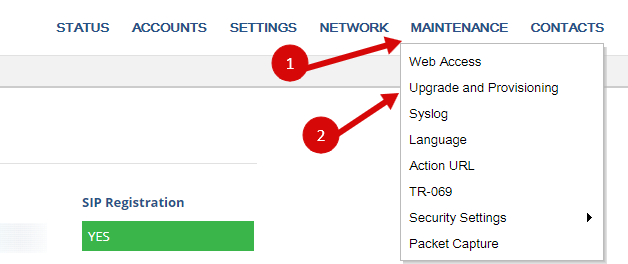 STATUS ACCOUNTS SETTINGS NETWORK MAINTENANCE CONTACTS
1
Web Access
Upgrade and Provisioning
2
Syslog
Language
Action URL
TR-069
Security Settings
Packet Capture
SIP Registration
YES